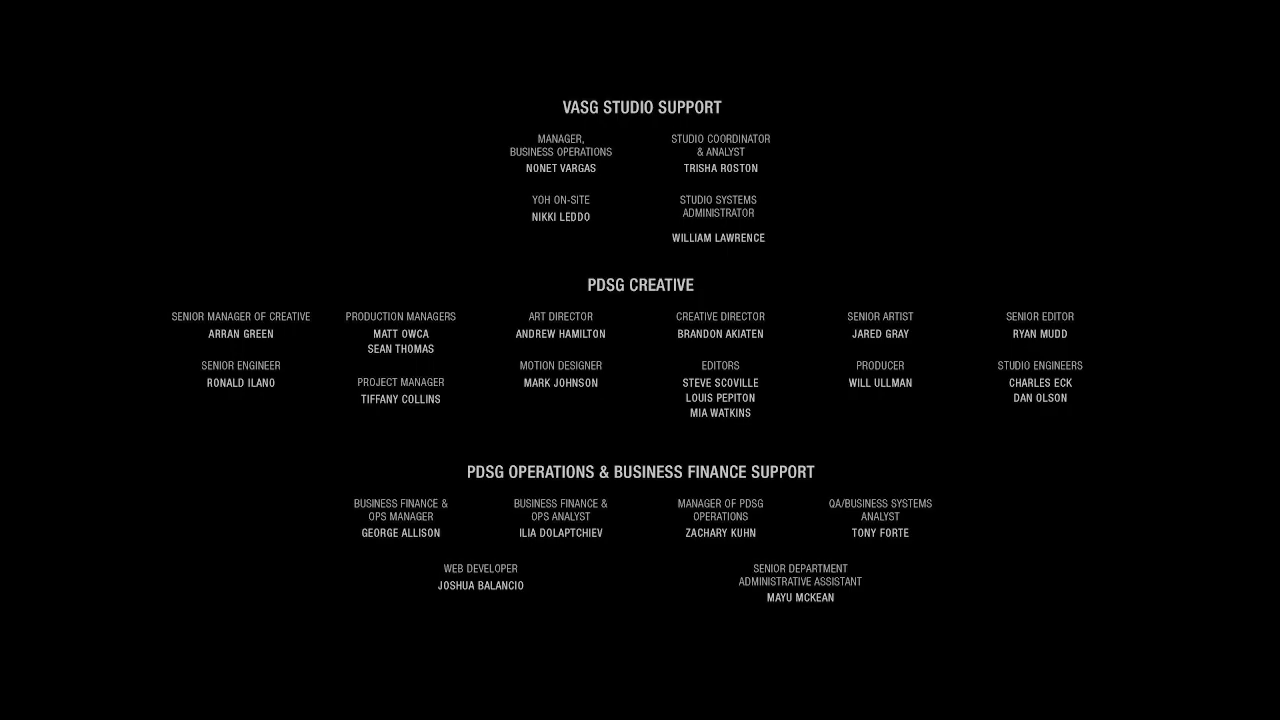 VASG STUDIO SUPPORT
MANAGER,
BUSINESS OPERATIONS
NONET VARGAS
STUDIO COORDINATOR
& ANALYST
TRISHA ROSTON
YOH ON-SITE
NIKKI LEDDO
STUDIO SYSTEMS
ADMINISTRATOR
WILLIAM LAWRENCE
PDSG CREATIVE
SENIOR MANAGER OF CREATIVE
ARRAN GREEN
PRODUCTION MANAGERS
MATT OWCA
SEAN THOMAS
ART DIRECTOR
ANDREW HAMILTON
CREATIVE DIRECTOR
BRANDON AKIATEN
SENIOR ARTIST
JARED GRAY
SENIOR EDITOR
RYAN MUDD
SENIOR ENGINEER
RONALD ILANO
PROJECT MANAGER
TIFFANY COLLINS
MOTION DESIGNER
MARK JOHNSON
EDITORS
STEVE SCOVILLE
LOUIS PEPITON
MIA WATKINS
PRODUCER
WILL ULLMAN
STUDIO ENGINEERS
CHARLES ECK
DAN OLSON
PDSG OPERATIONS & BUSINESS FINANCE SUPPORT
BUSINESS FINANCE &
OPS MANAGER
GEORGE ALLISON
BUSINESS FINANCE &
OPS ANALYST
ILIA DOLAPTCHIEV
MANAGER OF PDSG
OPERATIONS
ZACHARY KUHN
QA/BUSINESS SYSTEMS
ANALYST
TONY FORTE
WEB DEVELOPER
JOSHUA BALANCIO
SENIOR DEPARTMENT
ADMINISTRATIVE ASSISTANT
MAYU MCKEAN